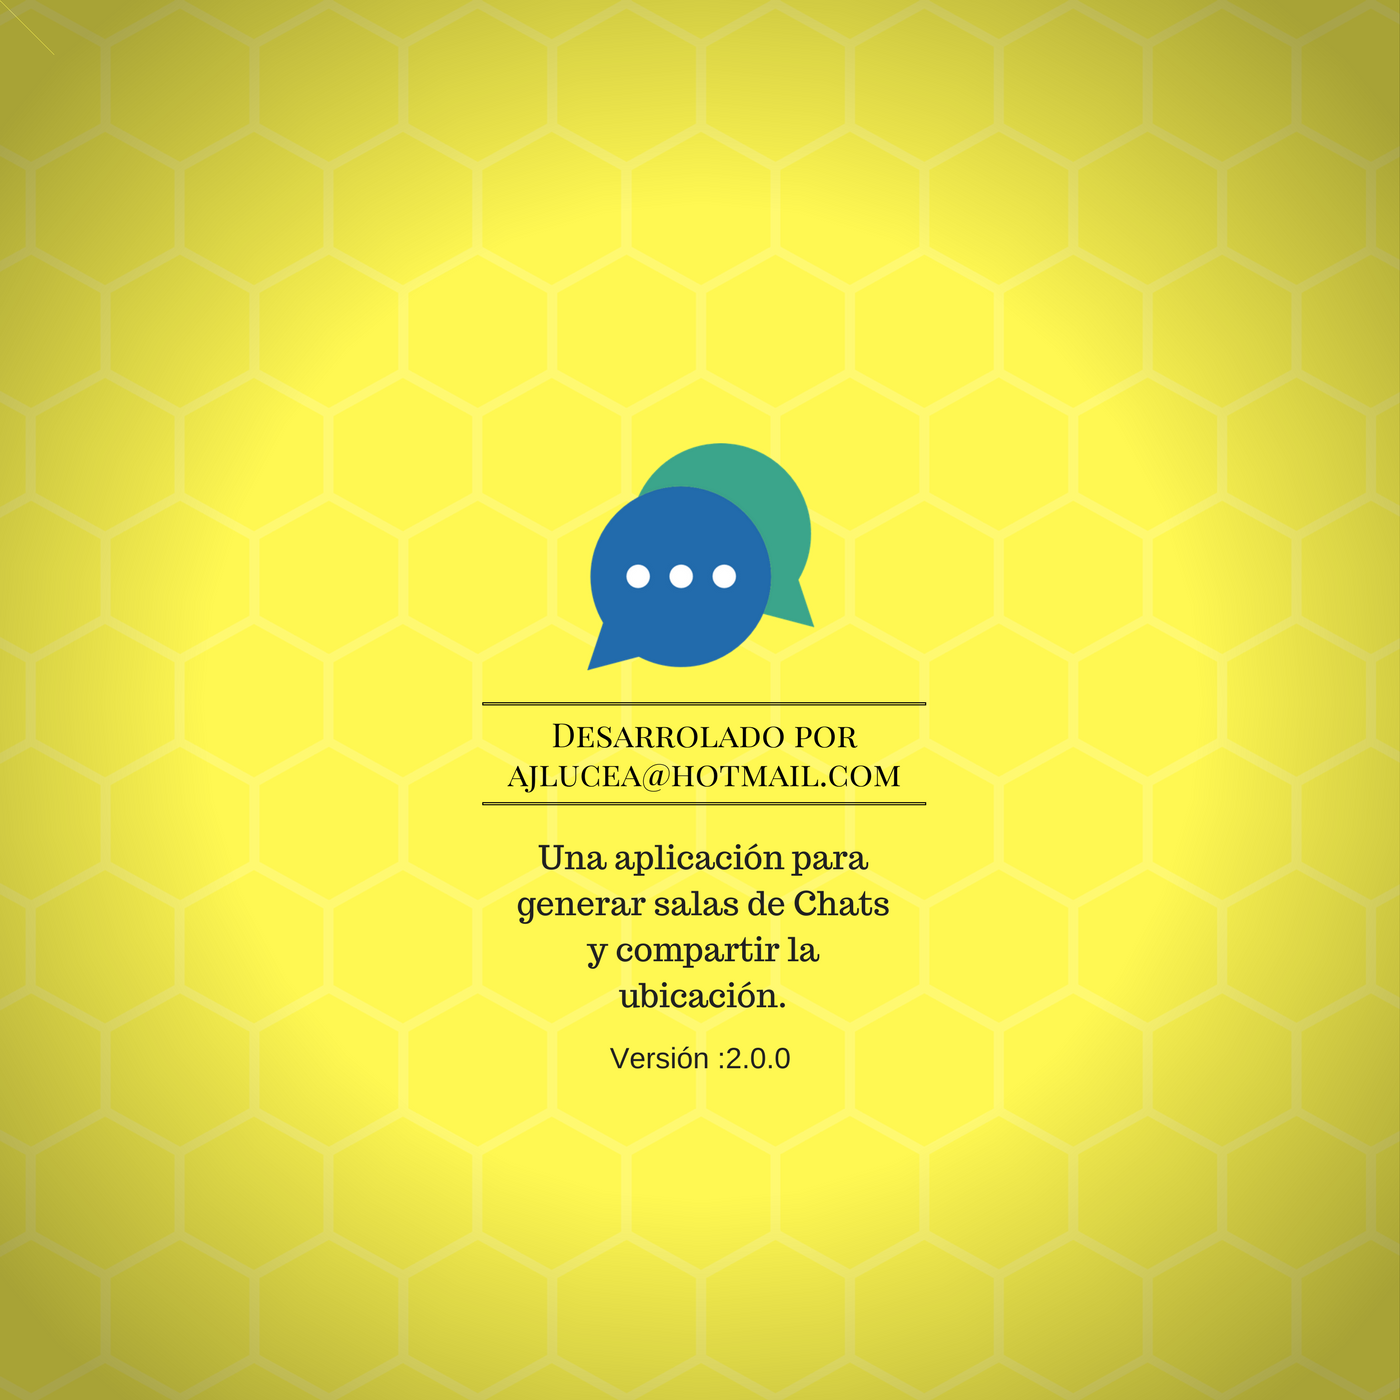 Desarrolado por
ajlucea@hotmail.com
Una aplicación para
generar salas de Chats
y compartir la
ubicación.
Versión :2.0.0